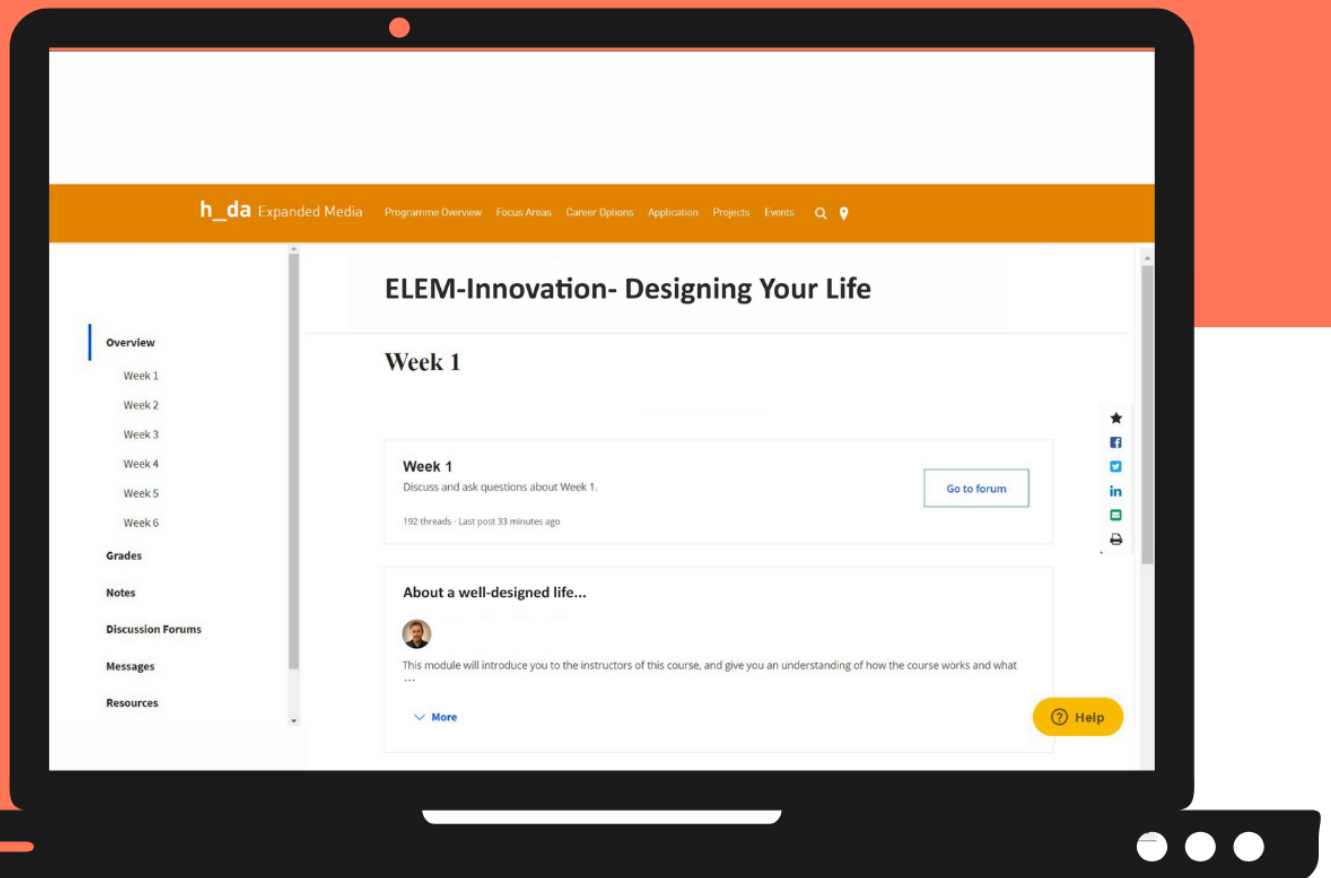 h_da Expanded Media Programme Overview Focus Areas Career Options Application Projects Events
ELEM-Innovation- Designing Your Life
Overview
Week 1
Week 2
Week 3
Week 4
Week 5
Week 6
Grades
Notes
Discussion Forums
Messages
Resources
Week 1
Week 1
Discuss and ask questions about Week 1.
192 threads · Last post 33 minutes ago
Go to forum
About a well-designed life...
This module will introduce you to the instructors of this course, and give you an understanding of how the course works and what
...
More
Help